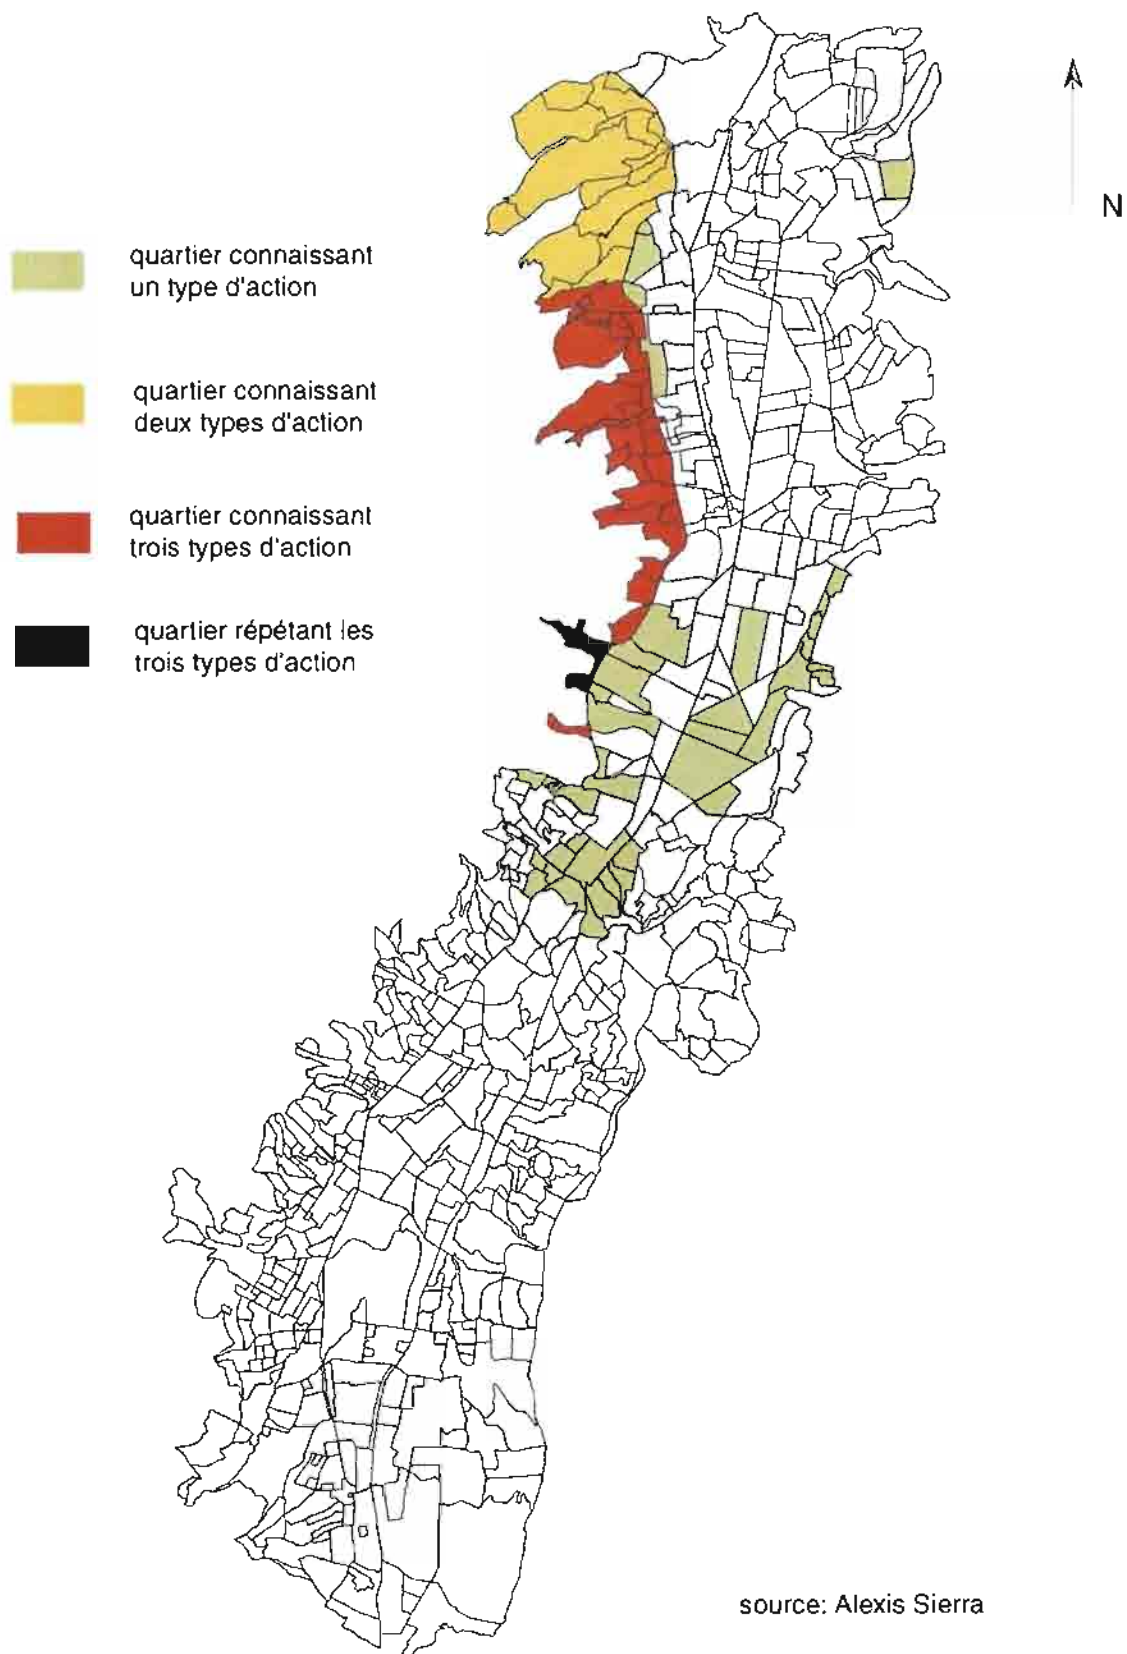 N
quartier connaissant
un type d'action
quartier connaissant
deux types d'action
quartier connaissant
trois types d'action
quartier répétant les
trois types d'action
source: Alexis Sierra